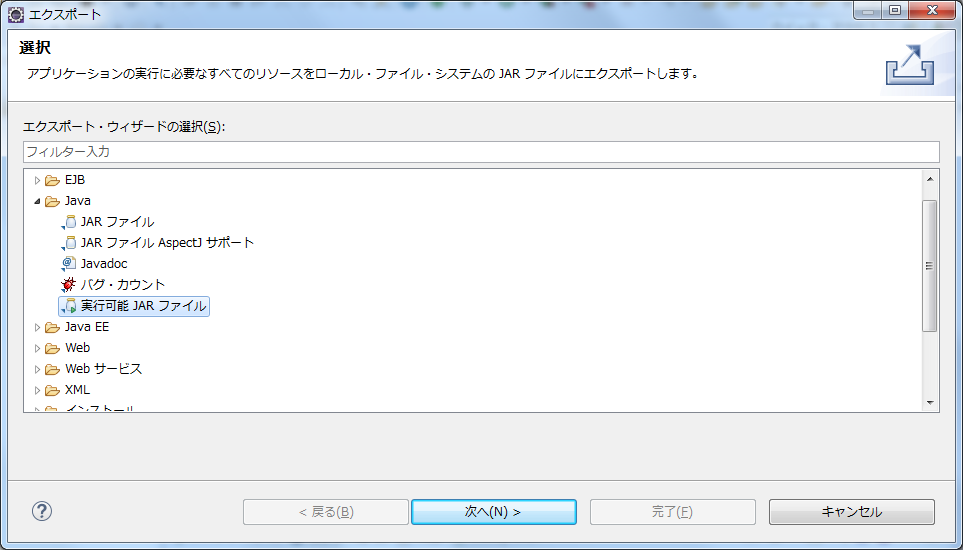 エクスポート
選択
アプリケーションの実行に必要なすべてのリソースをローカル・ファイル・システムの JAR ファイルにエクスポートします。
エクスポート・ウィザードの選択(S):
フィルター入力
EJB
Java
JAR ファイル
JAR ファイル AspectJ サポート
Javadoc
バグ・カウント
実行可能 JAR ファイル
Java EE
Web
Web サービス
XML
インストール
< 戻る(B)
次へ(N) >
完了(F)
キャンセル